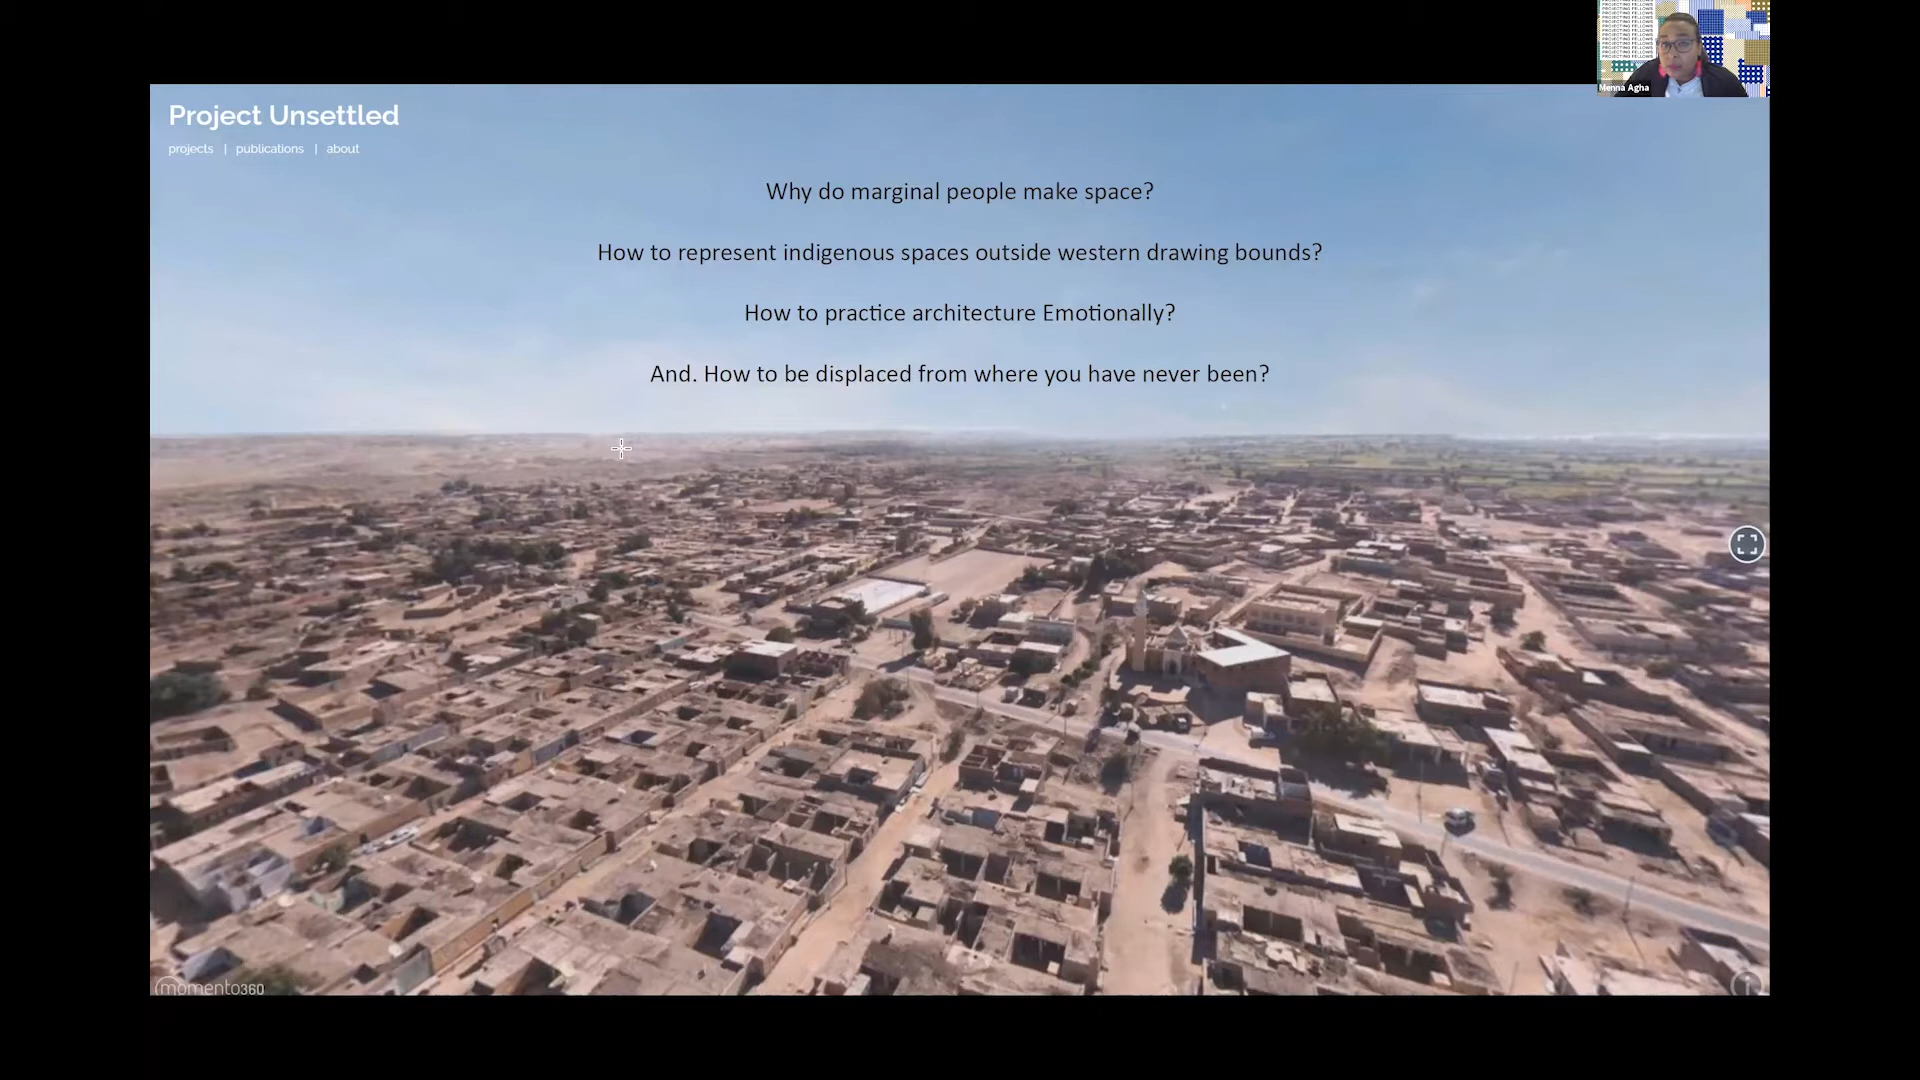 PROJECTING FELLOWS
Menna Agha
Project Unsettled
projects | publications | about
Why do marginal people make space?
How to represent indigenous spaces outside western drawing bounds?
How to practice architecture Emotionally?
And. How to be displaced from where you have never been?
momento360
i